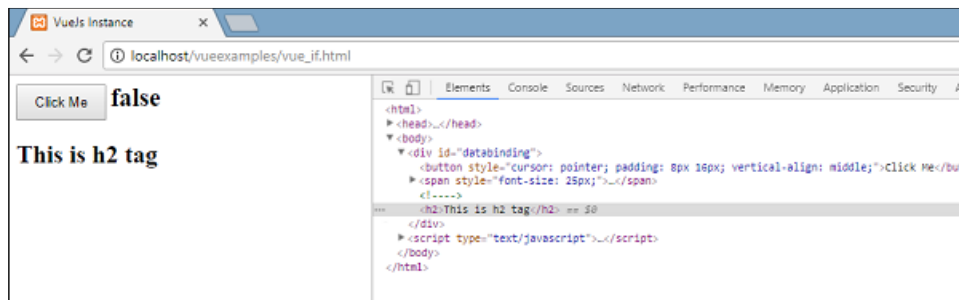 VueJs Instance
localhost/vueexamples/vue_if.html
Elements Console Sources Network Performance Memory Application Security
Click Me false
This is h2 tag
<html>
<head>…</head>
<body>
<div id="databinding">
<button style="cursor: pointer; padding: 8px 16px; vertical-align: middle;">Click Me</bu
<span style="font-size: 25px;">…</span>
<!---->
<h2>This is h2 tag</h2> == $0
</div>
<script type="text/javascript">…</script>
</body>
</html>